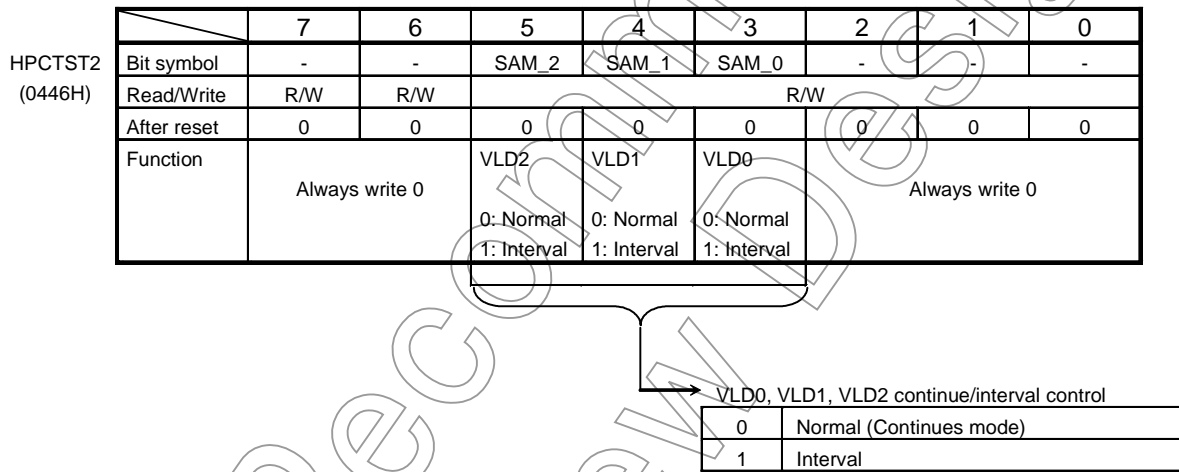 7 6 5 4 3 2 1 0
HPCTST2 Bit symbol - - SAM_2 SAM_1 SAM_0 - - -
(0446H) Read/Write R/W R/W R/W
After reset 0 0 0 0 0 0 0 0
Function VLD2 VLD1 VLD0
Always write 0 Always write 0
0: Normal 0: Normal 0: Normal
1: Interval 1: Interval 1: Interval
VLD0, VLD1, VLD2 continue/interval control
0 Normal (Continues mode)
1 Interval